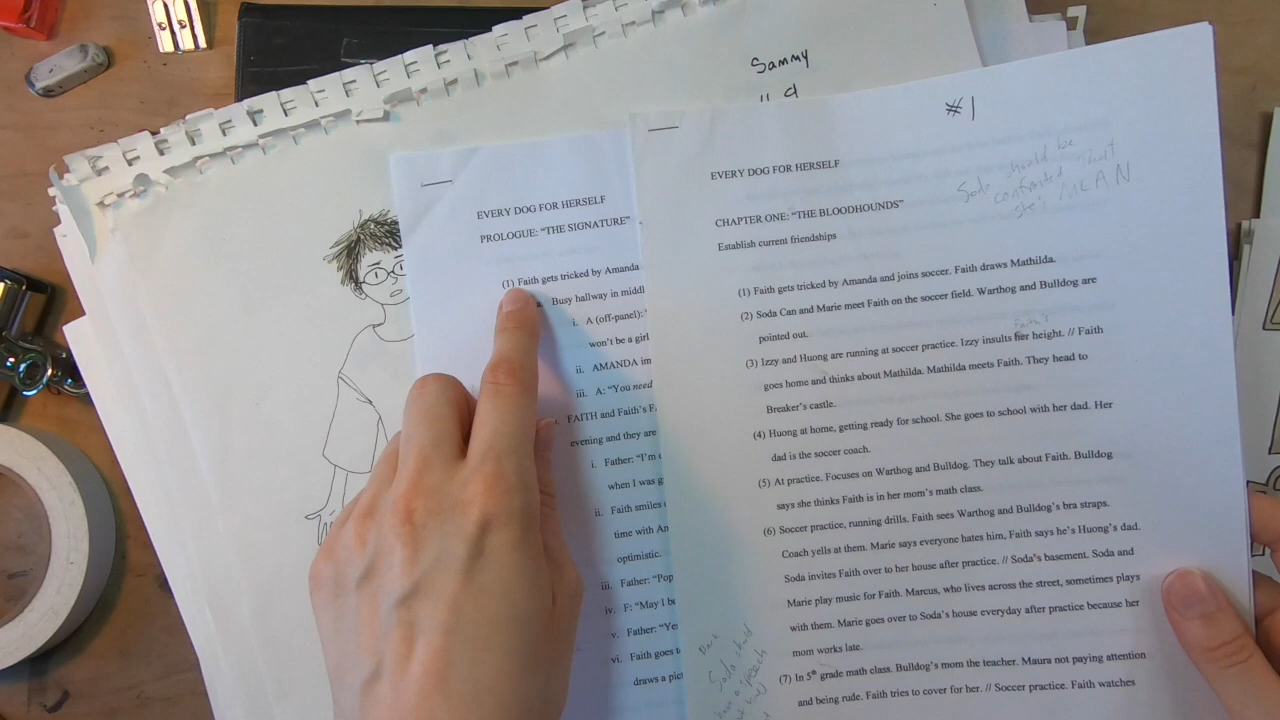 Sammy
11 d
#1
EVERY DOG FOR HERSELF
PROLOGUE: "THE SIGNATURE"
(1) Faith gets tricked by Amanda
Busy hallway in middl
i. A (off-panel):
won't be a girl
ii. AMANDA im
iii. A: "You need
FAITH and Faith's F
evening and they are
i. Father: "I'm
when I was g
ii. Faith smiles
time with An
optimistic.
iii. Father: "Pop
iv. F: "May I be
v. Father: "Yes
vi. Faith goes t
draws a pic
EVERY DOG FOR HERSELF
Soda should be
confronted that
she's MEAN
CHAPTER ONE: "THE BLOODHOUNDS"
Establish current friendships
(1) Faith gets tricked by Amanda and joins soccer. Faith draws Mathilda.
(2) Soda Can and Marie meet Faith on the soccer field. Warthog and Bulldog are
pointed out.
Faith's
(3) Izzy and Huong are running at soccer practice. Izzy insults her height. // Faith
goes home and thinks about Mathilda. Mathilda meets Faith. They head to
Breaker's castle.
(4) Huong at home, getting ready for school. She goes to school with her dad. Her
dad is the soccer coach.
(5) At practice. Focuses on Warthog and Bulldog. They talk about Faith. Bulldog
says she thinks Faith is in her mom's math class.
(6) Soccer practice, running drills. Faith sees Warthog and Bulldog's bra straps.
Coach yells at them. Marie says everyone hates him, Faith says he's Huong's dad.
Soda invites Faith over to her house after practice. // Soda's basement. Soda and
Marie play music for Faith. Marcus, who lives across the street, sometimes plays
with them. Marie goes over to Soda's house everyday after practice because her
mom works late.
(7) In 5th grade math class. Bulldog's mom the teacher. Maura not paying attention
and being rude. Faith tries to cover for her. // Soccer practice. Faith watches
Soda should
a speech